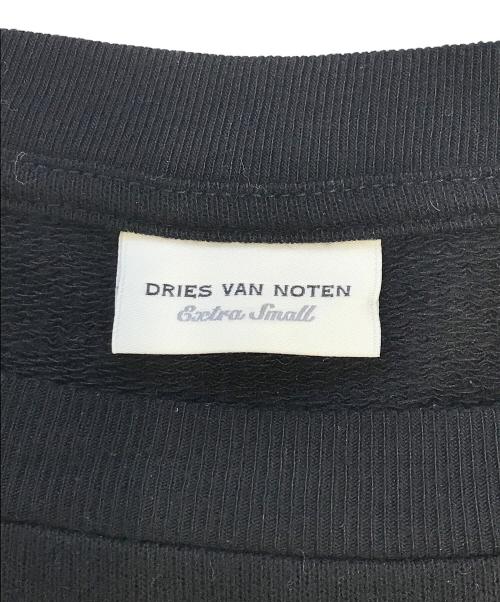 DRIES VAN NOTEN
Extra Small